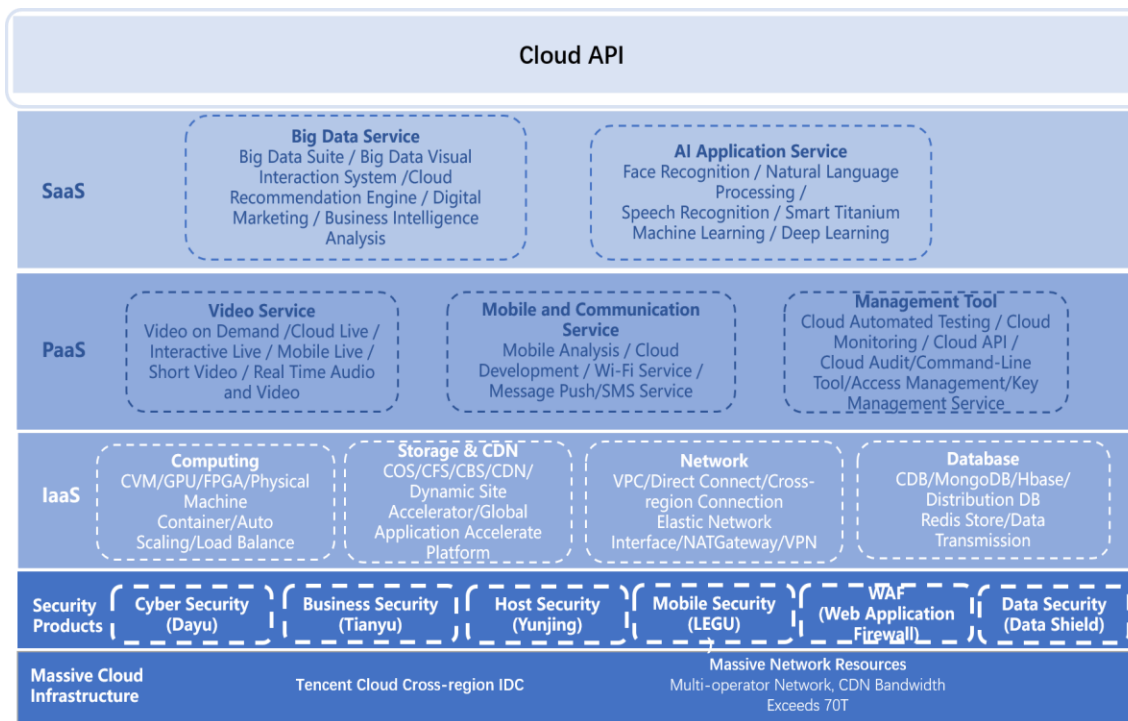 Cloud API
SaaS
Big Data Service
Big Data Suite / Big Data Visual
Interaction System /Cloud
Recommendation Engine / Digital
Marketing / Business Intelligence
Analysis
AI Application Service
Face Recognition / Natural Language
Processing /
Speech Recognition / Smart Titanium
Machine Learning / Deep Learning
PaaS
Video Service
Video on Demand /Cloud Live /
Interactive Live / Mobile Live /
Short Video / Real Time Audio
and Video
Mobile and Communication
Service
Mobile Analysis / Cloud
Development / Wi-Fi Service /
Message Push/SMS Service
Management Tool
Cloud Automated Testing / Cloud
Monitoring / Cloud API /
Cloud Audit/Command-Line
Tool/Access Management/Key
Management Service
IaaS
Computing
CVM/GPU/FPGA/Physical
Machine
Container/Auto
Scaling/Load Balance
Storage & CDN
COS/CFS/CBS/CDN/
Dynamic Site
Accelerator/Global
Application Accelerate
Platform
Network
VPC/Direct Connect/Cross-
region Connection
Elastic Network
Interface/NATGateway/VPN
Database
CDB/MongoDB/Hbase/
Distribution DB
Redis Store/Data
Transmission
Security
Products
Cyber Security
(Dayu)
Business Security
(Tianyu)
Host Security
(Yunjing)
Mobile Security
(LEGU)
WAF
(Web Application
Firewall)
Data Security
(Data Shield)
Massive Cloud
Infrastructure
Tencent Cloud Cross-region IDC
Massive Network Resources
Multi-operator Network, CDN Bandwidth
Exceeds 70T